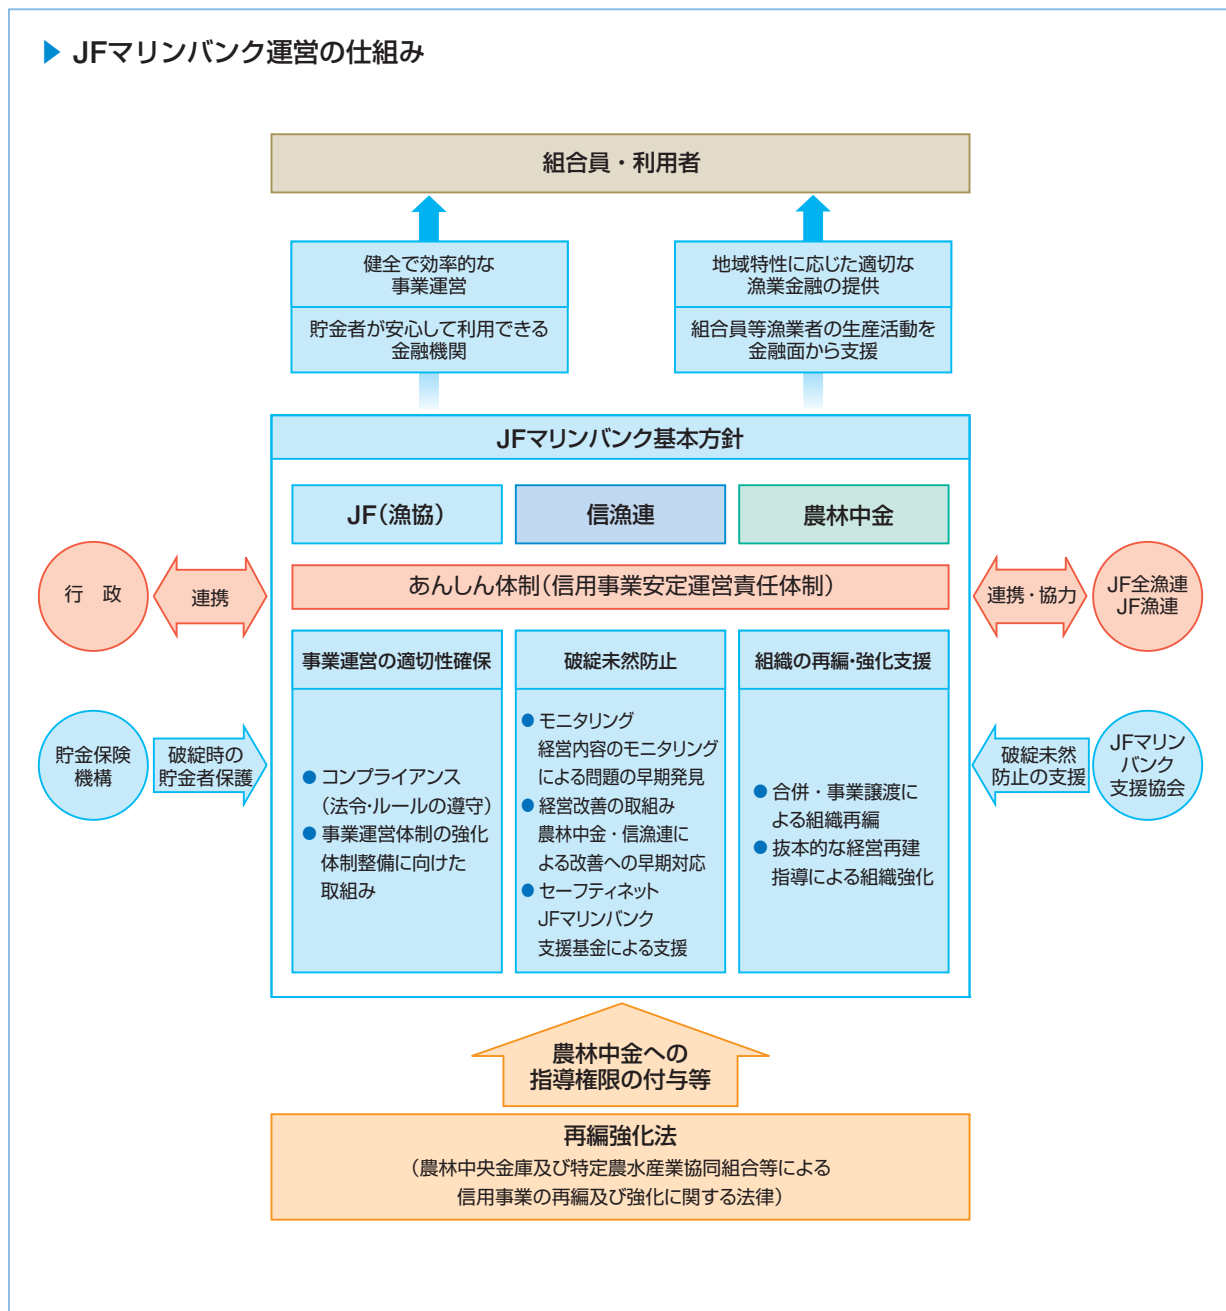 JFマリンバンク運営の仕組み
組合員・利用者
健全で効率的な
事業運営
貯金者が安心して利用できる
金融機関
地域特性に応じた適切な
漁業金融の提供
組合員等漁業者の生産活動を
金融面から支援
JFマリンバンク基本方針
JF(漁協)
信漁連
農林中金
あんしん体制(信用事業安定運営責任体制)
行　政
連携
連携・協力
JF全漁連
JF漁連
事業運営の適切性確保
● コンプライアンス
(法令・ルールの遵守)
● 事業運営体制の強化
体制整備に向けた
取組み
破綻未然防止
● モニタリング
経営内容のモニタリング
による問題の早期発見
● 経営改善の取組み
農林中金・信漁連に
よる改善への早期対応
● セーフティネット
JFマリンバンク
支援基金による支援
組織の再編・強化支援
● 合併・事業譲渡に
よる組織再編
● 抜本的な経営再建
指導による組織強化
貯金保険
機構
破綻時の
貯金者保護
破綻未然
防止の支援
JFマリン
バンク
支援協会
農林中金への
指導権限の付与等
再編強化法
(農林中央金庫及び特定農水産業協同組合等による
信用事業の再編及び強化に関する法律)